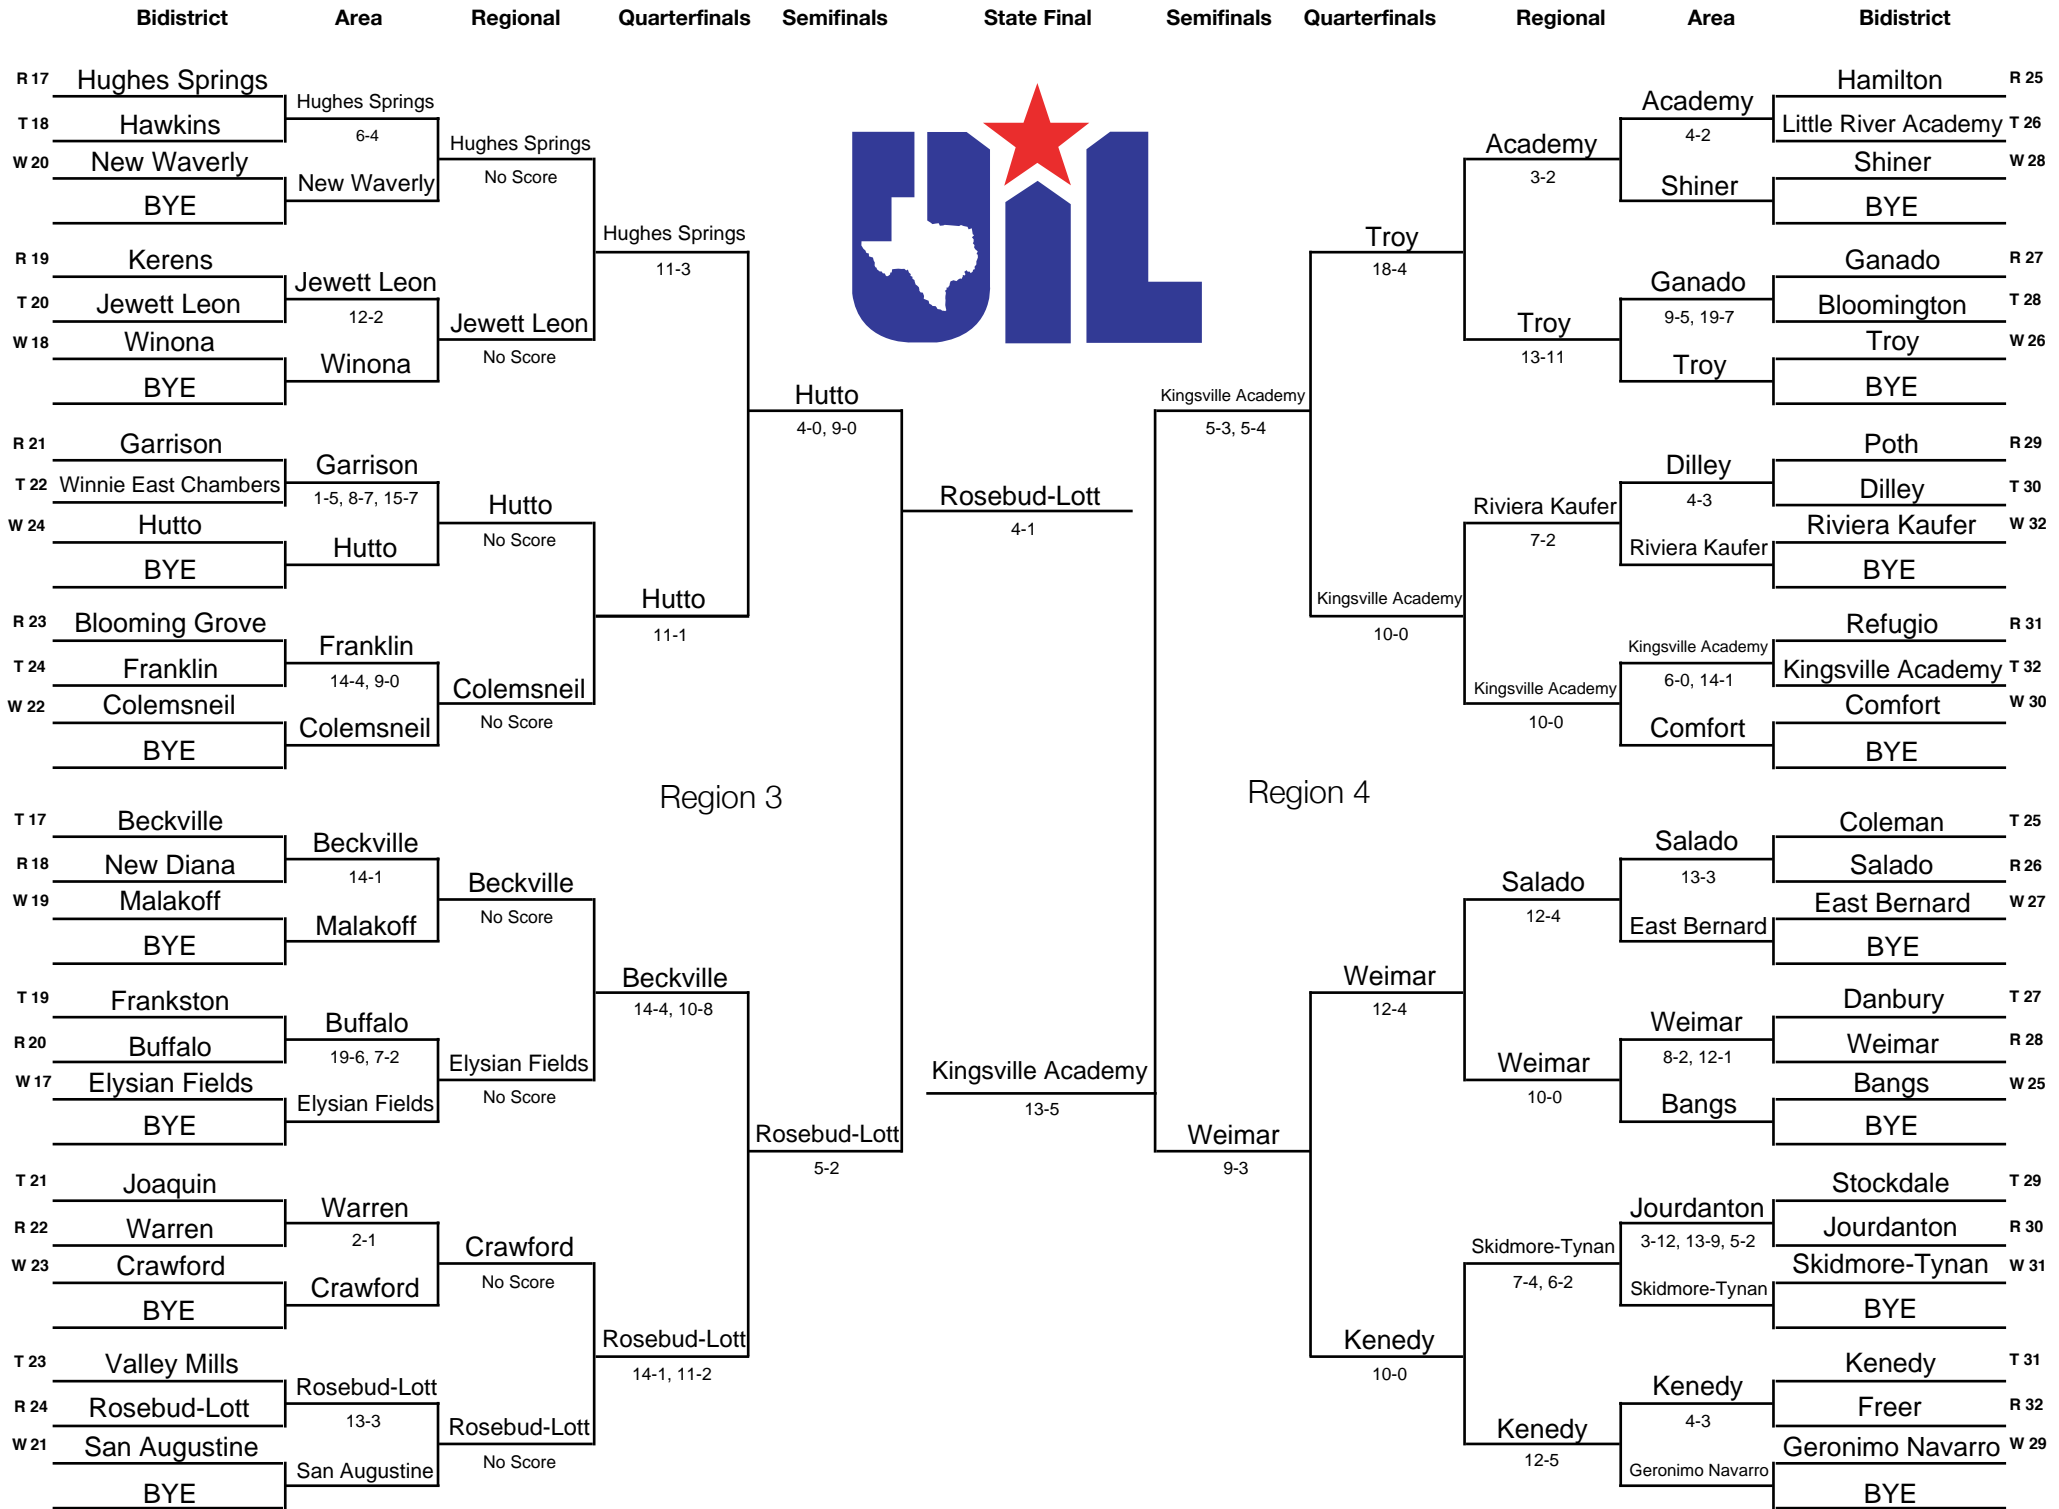 Bidistrict Area Regional Quarterfinals Semifinals State Final Semifinals Quarterfinals Regional Area Bidistrict
R 17 Hughes Springs
T 18 Hawkins
W 20 New Waverly
BYE
R 19 Kerens
T 20 Jewett Leon
W 18 Winona
BYE
R 21 Garrison
T 22 Winnie East Chambers
W 24 Hutto
BYE
R 23 Blooming Grove
T 24 Franklin
W 22 Colemsneil
BYE
T 17 Beckville
R 18 New Diana
W 19 Malakoff
BYE
T 19 Frankston
R 20 Buffalo
W 17 Elysian Fields
BYE
T 21 Joaquin
R 22 Warren
W 23 Crawford
BYE
T 23 Valley Mills
R 24 Rosebud-Lott
W 21 San Augustine
BYE
Hughes Springs
6-4
New Waverly
Jewett Leon
12-2
Winona
Garrison
1-5, 8-7, 15-7
Hutto
Franklin
14-4, 9-0
Colemsneil
Beckville
14-1
Malakoff
Buffalo
19-6, 7-2
Elysian Fields
Warren
2-1
Crawford
Rosebud-Lott
13-3
San Augustine
Hughes Springs
No Score
Jewett Leon
No Score
Hutto
No Score
Colemsneil
No Score
Beckville
No Score
Elysian Fields
No Score
Crawford
No Score
Rosebud-Lott
No Score
Hughes Springs
11-3
Hutto
11-1
Beckville
14-4, 10-8
Rosebud-Lott
14-1, 11-2
Region 3
Hutto
4-0, 9-0
Rosebud-Lott
5-2
UIL
Rosebud-Lott
4-1
Kingsville Academy
13-5
Kingsville Academy
5-3, 5-4
Weimar
9-3
Region 4
Troy
18-4
Kingsville Academy
10-0
Weimar
12-4
Kenedy
10-0
Academy
3-2
Troy
13-11
Riviera Kaufer
7-2
Kingsville Academy
10-0
Salado
12-4
Weimar
10-0
Skidmore-Tynan
7-4, 6-2
Kenedy
12-5
Academy
4-2
Shiner
Ganado
9-5, 19-7
Troy
Dilley
4-3
Riviera Kaufer
Kingsville Academy
6-0, 14-1
Comfort
Salado
13-3
East Bernard
Weimar
8-2, 12-1
Bangs
Jourdanton
3-12, 13-9, 5-2
Skidmore-Tynan
Kenedy
4-3
Geronimo Navarro
Hamilton R 25
Little River Academy T 26
Shiner W 28
BYE
Ganado R 27
Bloomington T 28
Troy W 26
BYE
Poth R 29
Dilley T 30
Riviera Kaufer W 32
BYE
Refugio R 31
Kingsville Academy T 32
Comfort W 30
BYE
Coleman T 25
Salado R 26
East Bernard W 27
BYE
Danbury T 27
Weimar R 28
Bangs W 25
BYE
Stockdale T 29
Jourdanton R 30
Skidmore-Tynan W 31
BYE
Kenedy T 31
Freer R 32
Geronimo Navarro W 29
BYE